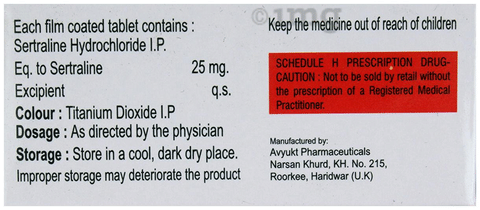 1mg
Each film coated tablet contains :
Sertraline Hydrochloride I.P.
Eq. to Sertraline 25 mg.
Excipient q.s.
Colour : Titanium Dioxide I.P
Dosage : As directed by the physician
Storage : Store in a cool, dark dry place.
Improper storage may deteriorate the product
Keep the medicine out of reach of children
SCHEDULE H PRESCRIPTION DRUG-
CAUTION : Not to be sold by retail without
the prescription of a Registered Medical
Practitioner.
Manufactured by:
Avyukt Pharmaceuticals
Narsan Khurd, KH. No. 215,
Roorkee, Haridwar (U.K)